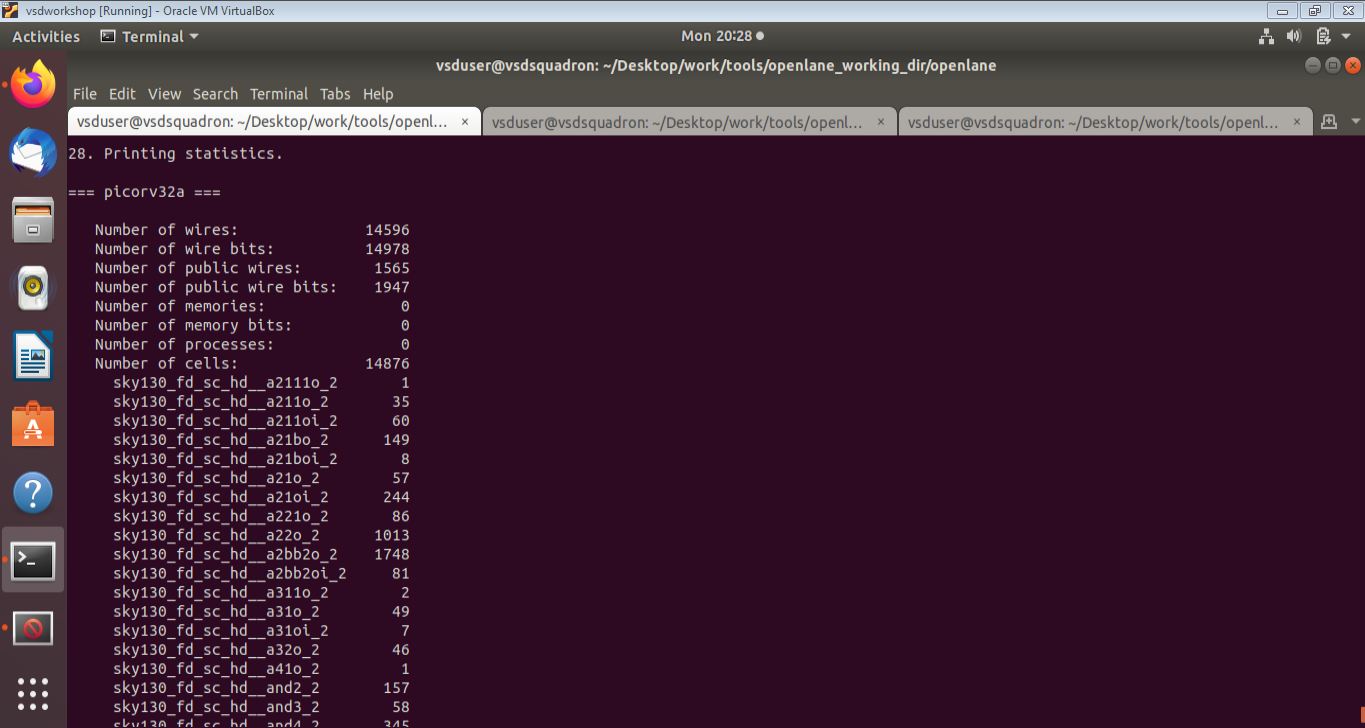 vsdworkshop [Running] - Oracle VM VirtualBox
Activities Terminal Mon 20:28
vsduser@vsdsquadron: ~/Desktop/work/tools/openlane_working_dir/openlane
File Edit View Search Terminal Tabs Help
vsduser@vsdsquadron: ~/Desktop/work/tools/openl... × vsduser@vsdsquadron: ~/Desktop/work/tools/openl... × vsduser@vsdsquadron: ~/Desktop/work/tools/openl... ×
28. Printing statistics.
=== picorv32a ===
Number of wires: 14596
Number of wire bits: 14978
Number of public wires: 1565
Number of public wire bits: 1947
Number of memories: 0
Number of memory bits: 0
Number of processes: 0
Number of cells: 14876
sky130_fd_sc_hd__a2111o_2 1
sky130_fd_sc_hd__a211o_2 35
sky130_fd_sc_hd__a211oi_2 60
sky130_fd_sc_hd__a21bo_2 149
sky130_fd_sc_hd__a21boi_2 8
sky130_fd_sc_hd__a21o_2 57
sky130_fd_sc_hd__a21oi_2 244
sky130_fd_sc_hd__a221o_2 86
sky130_fd_sc_hd__a22o_2 1013
sky130_fd_sc_hd__a2bb2o_2 1748
sky130_fd_sc_hd__a2bb2oi_2 81
sky130_fd_sc_hd__a311o_2 2
sky130_fd_sc_hd__a31o_2 49
sky130_fd_sc_hd__a31oi_2 7
sky130_fd_sc_hd__a32o_2 46
sky130_fd_sc_hd__a41o_2 1
sky130_fd_sc_hd__and2_2 157
sky130_fd_sc_hd__and3_2 58
sky130_fd_sc_hd__and4_2 345